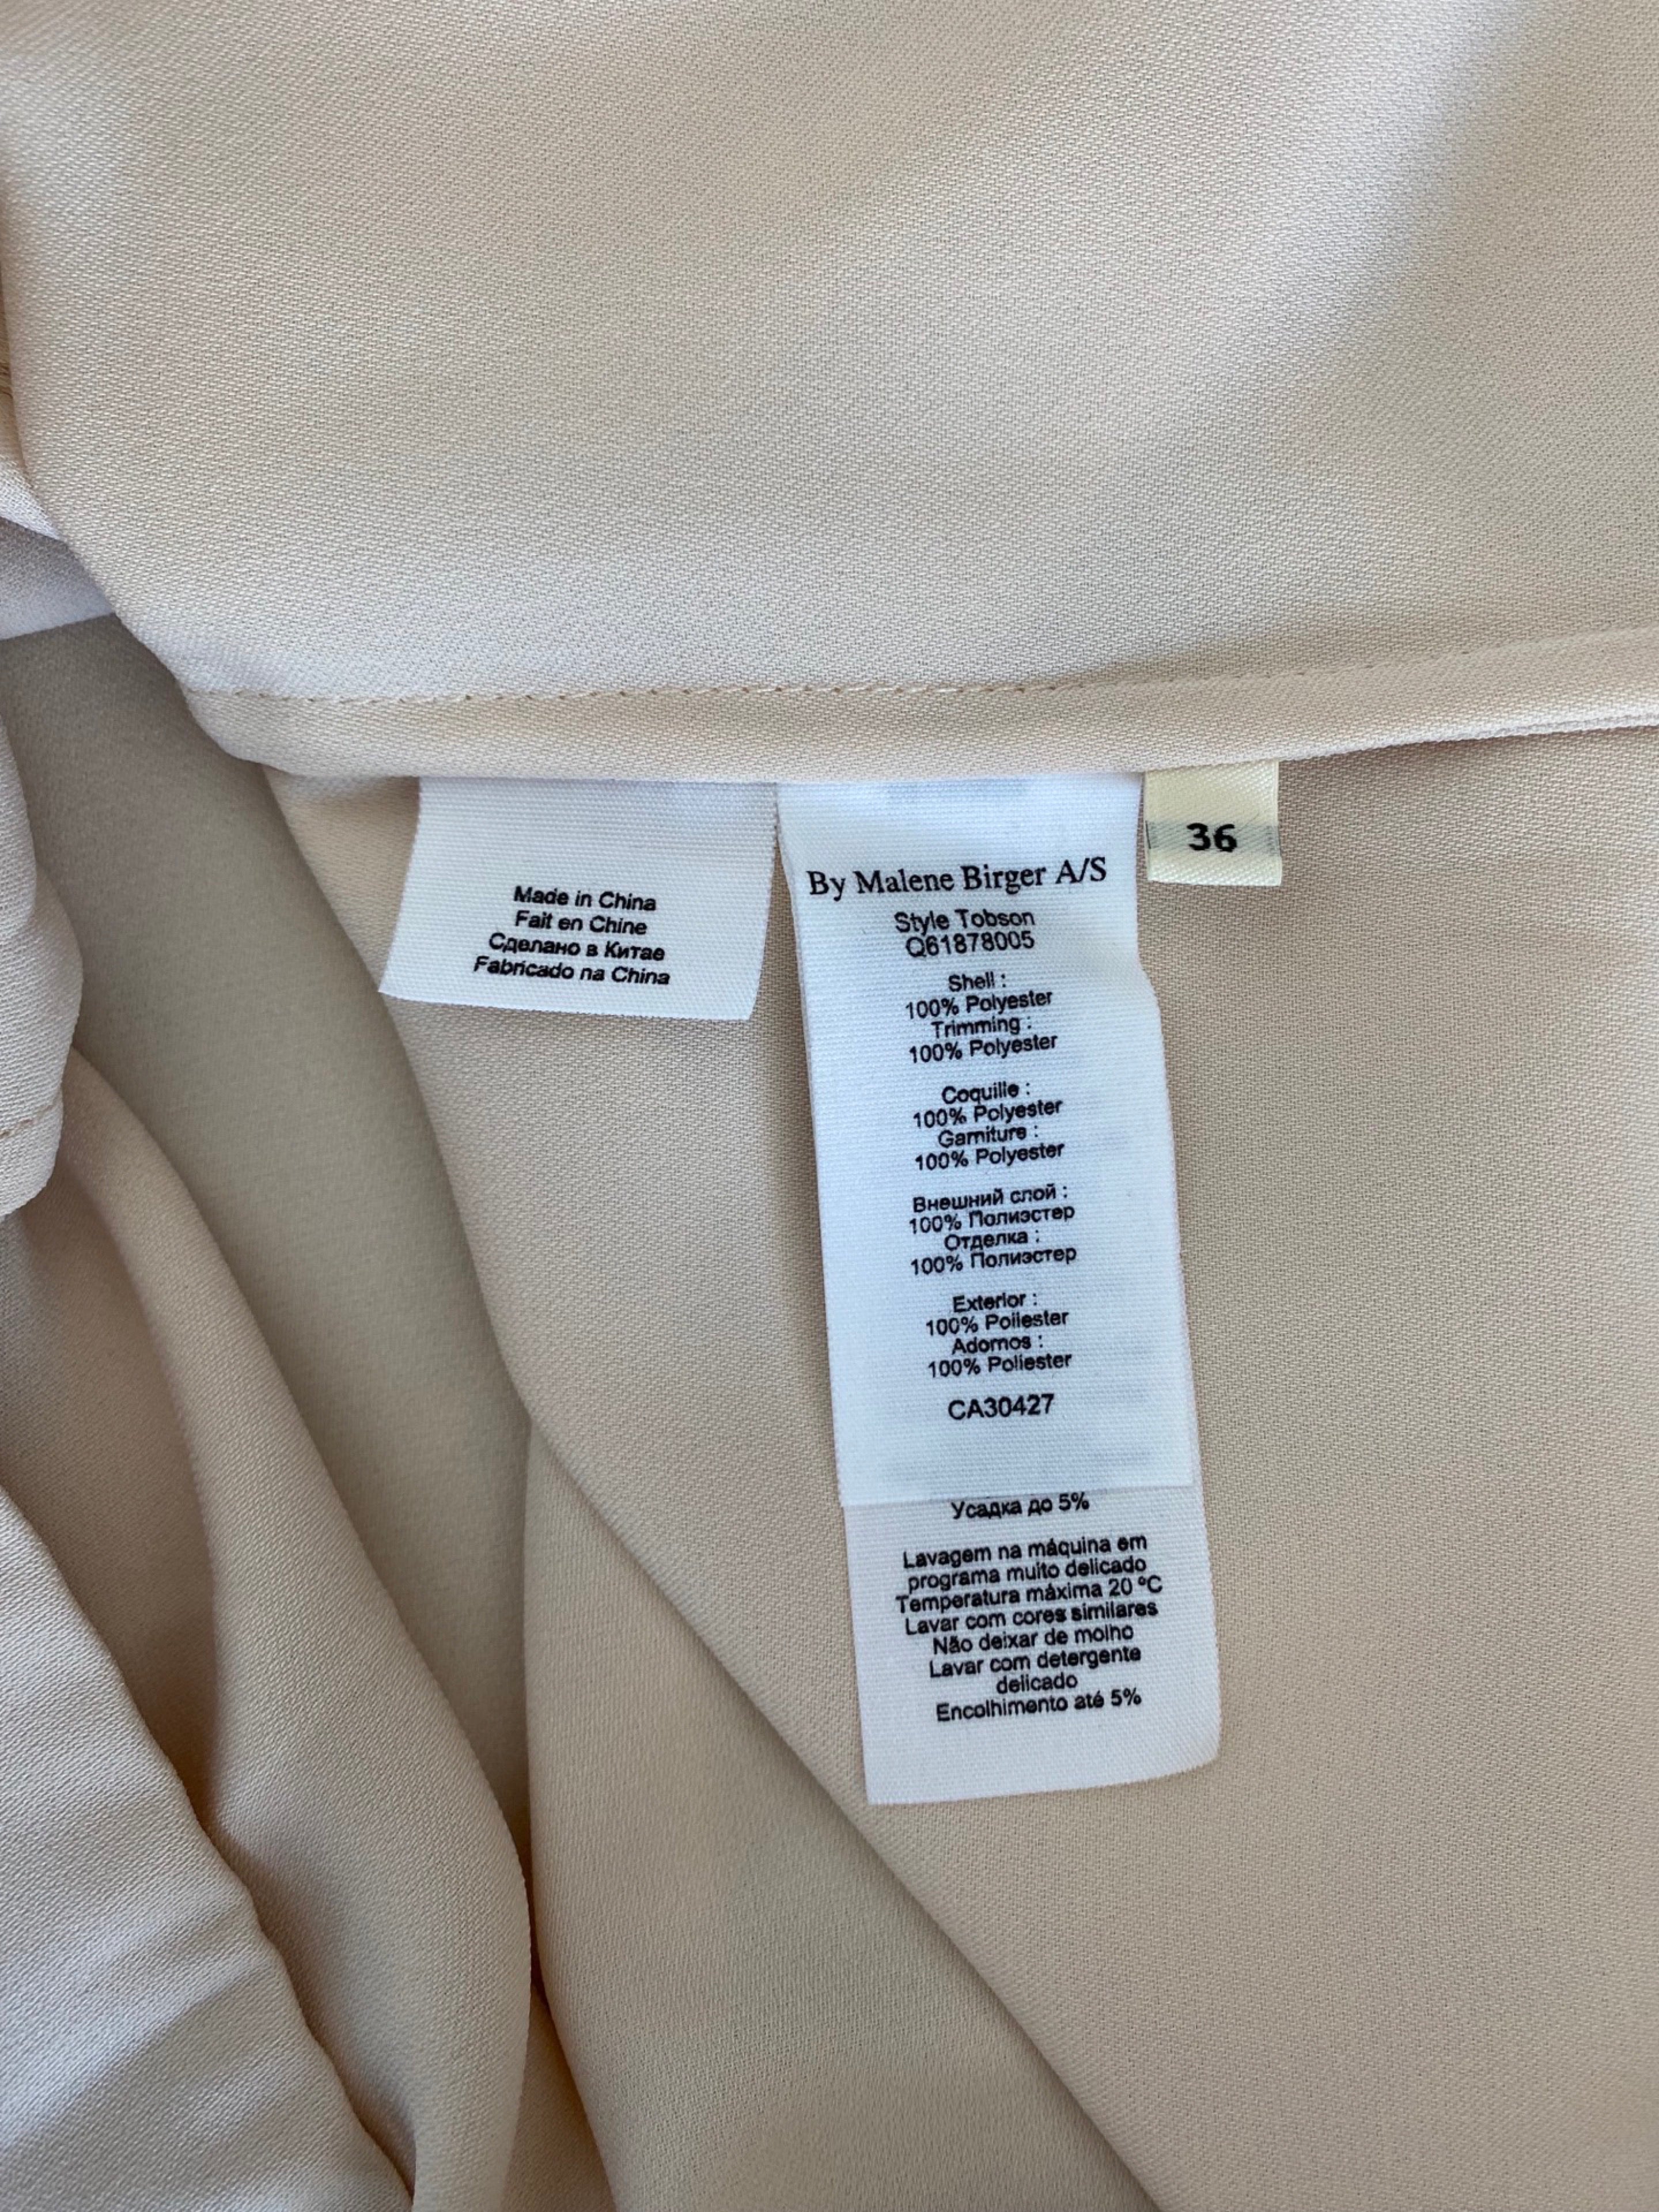 Made in China
Fait en Chine
Сделано в Китае
Fabricado na China
By Malene Birger A/S
Style Tobson
Q61878005
Shell :
100% Polyester
Trimming :
100% Polyester
Coquille :
100% Polyester
Garniture :
100% Polyester
Внешний слой :
100% Полиэстер
Отделка :
100% Полиэстер
Exterior :
100% Poliester
Adornos :
100% Poliester
CA30427
Усадка до 5%
Lavagem na máquina em
programa muito delicado
Temperatura máxima 20 °C
Lavar com cores similares
Não deixar de molho
Lavar com detergente
delicado
Encolhimento até 5%
36